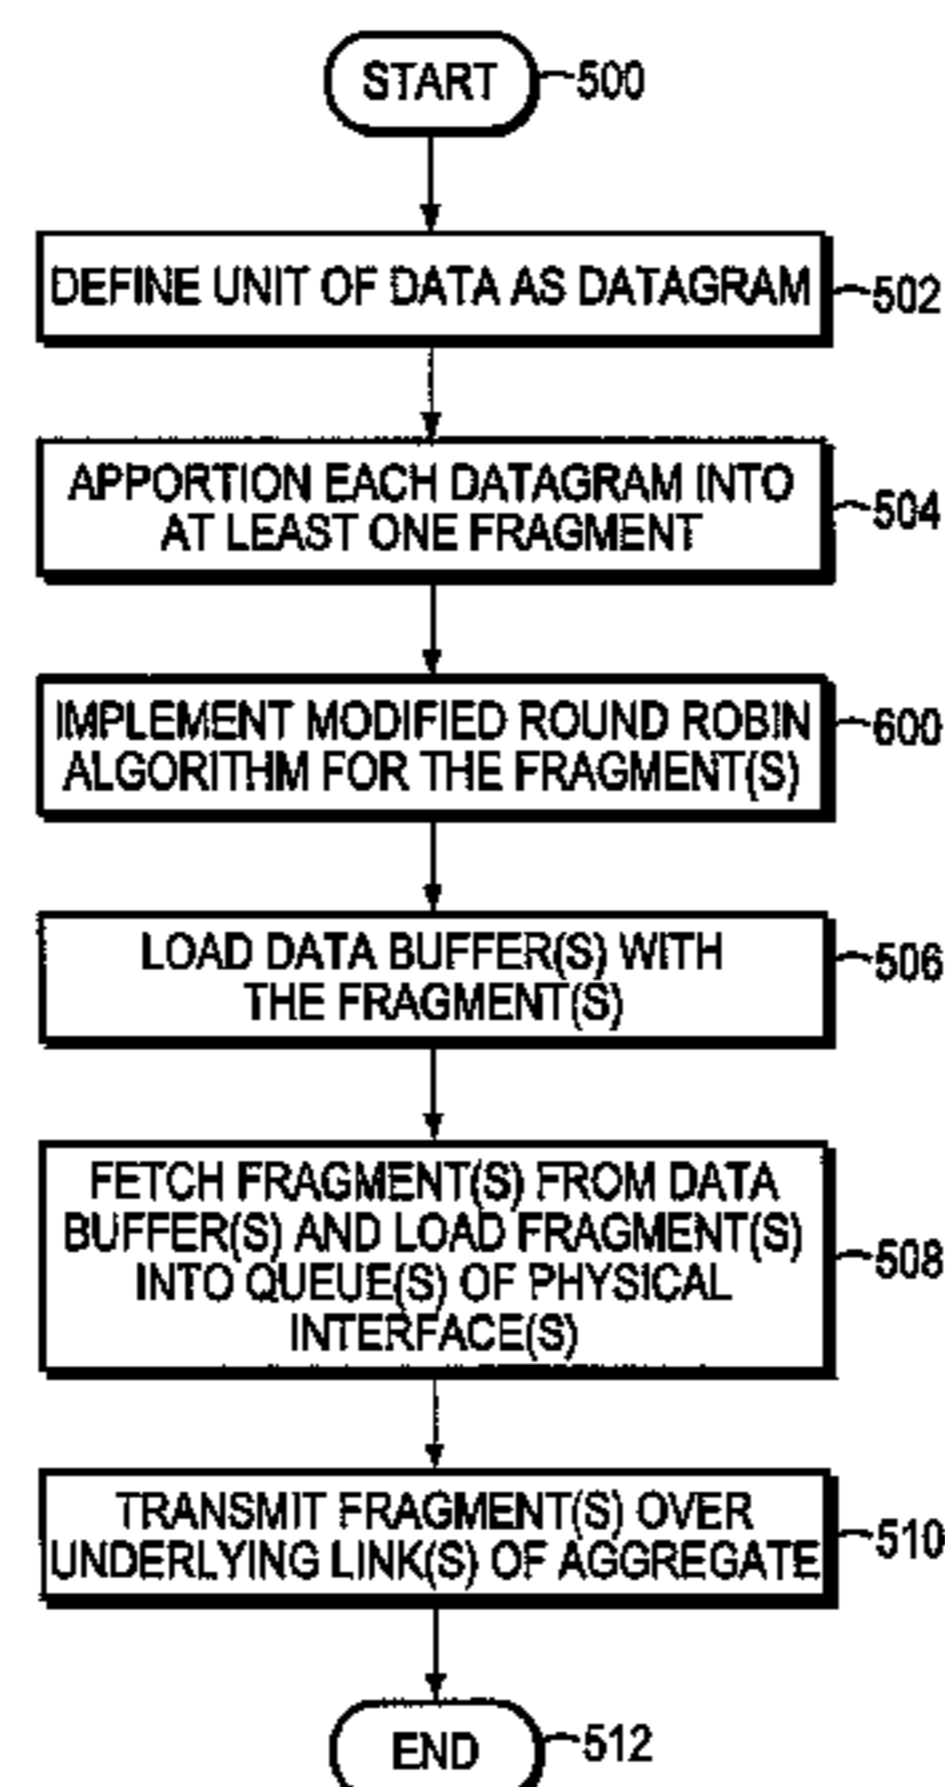 START
500
DEFINE UNIT OF DATA AS DATAGRAM
502
APPORTION EACH DATAGRAM INTO
AT LEAST ONE FRAGMENT
504
IMPLEMENT MODIFIED ROUND ROBIN
ALGORITHM FOR THE FRAGMENT(S)
600
LOAD DATA BUFFER(S) WITH
THE FRAGMENT(S)
506
FETCH FRAGMENT(S) FROM DATA
BUFFER(S) AND LOAD FRAGMENT(S)
INTO QUEUE(S) OF PHYSICAL
INTERFACE(S)
508
TRANSMIT FRAGMENT(S) OVER
UNDERLYING LINK(S) OF AGGREGATE
510
END
512